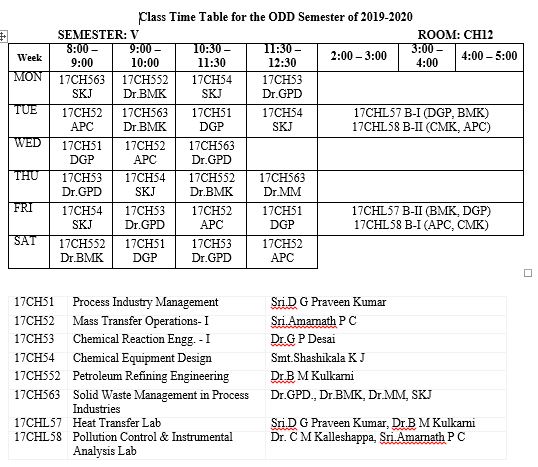 Class Time Table for the ODD Semester of 2019-2020
SEMESTER: V ROOM: CH12
Week 8:00 – 9:00 9:00 – 10:00 10:30 – 11:30 11:30 – 12:30 2:00 – 3:00 3:00 – 4:00 4:00 – 5:00
MON 17CH563 17CH552 17CH54 17CH53
SKJ Dr.BMK SKJ Dr.GPD
TUE 17CH52 17CH563 17CH51 17CH54 17CHL57 B-I (DGP, BMK)
APC Dr.BMK DGP SKJ 17CHL58 B-II (CMK, APC)
WED 17CH51 17CH52 17CH563
DGP APC Dr.GPD
THU 17CH53 17CH54 17CH552 17CH563
Dr.GPD SKJ Dr.BMK Dr.MM
FRI 17CH54 17CH53 17CH52 17CH51 17CHL57 B-II (BMK, DGP)
SKJ Dr.GPD APC DGP 17CHL58 B-I (APC, CMK)
SAT 17CH552 17CH51 17CH53 17CH52
Dr.BMK DGP Dr.GPD APC
17CH51 Process Industry Management Sri.D G Praveen Kumar
17CH52 Mass Transfer Operations- I Sri.Amarnath P C
17CH53 Chemical Reaction Engg. - I Dr.G P Desai
17CH54 Chemical Equipment Design Smt.Shashikala K J
17CH552 Petroleum Refining Engineering Dr.B M Kulkarni
17CH563 Solid Waste Management in Process Dr.GPD., Dr.BMK, Dr.MM, SKJ
Industries
17CHL57 Heat Transfer Lab Sri.D G Praveen Kumar, Dr.B M Kulkarni
17CHL58 Pollution Control & Instrumental Dr. C M Kalleshappa, Sri.Amarnath P C
Analysis Lab